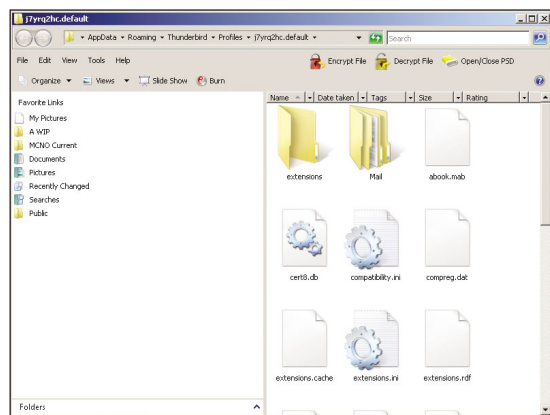 j7yrq2hc.default
AppData Roaming Thunderbird Profiles j7yrq2hc.default Search
File Edit View Tools Help Encrypt File Decrypt File Open/Close PSD
Organize Views Slide Show Burn
Favorite Links
My Pictures
A WIP
MCNO Current
Documents
Pictures
Recently Changed
Searches
Public
Folders
Name Date taken Tags Size Rating
extensions Mail abook.mab
cert8.db compatibility.ini compreg.dat
extensions.cache extensions.ini extensions.rdf